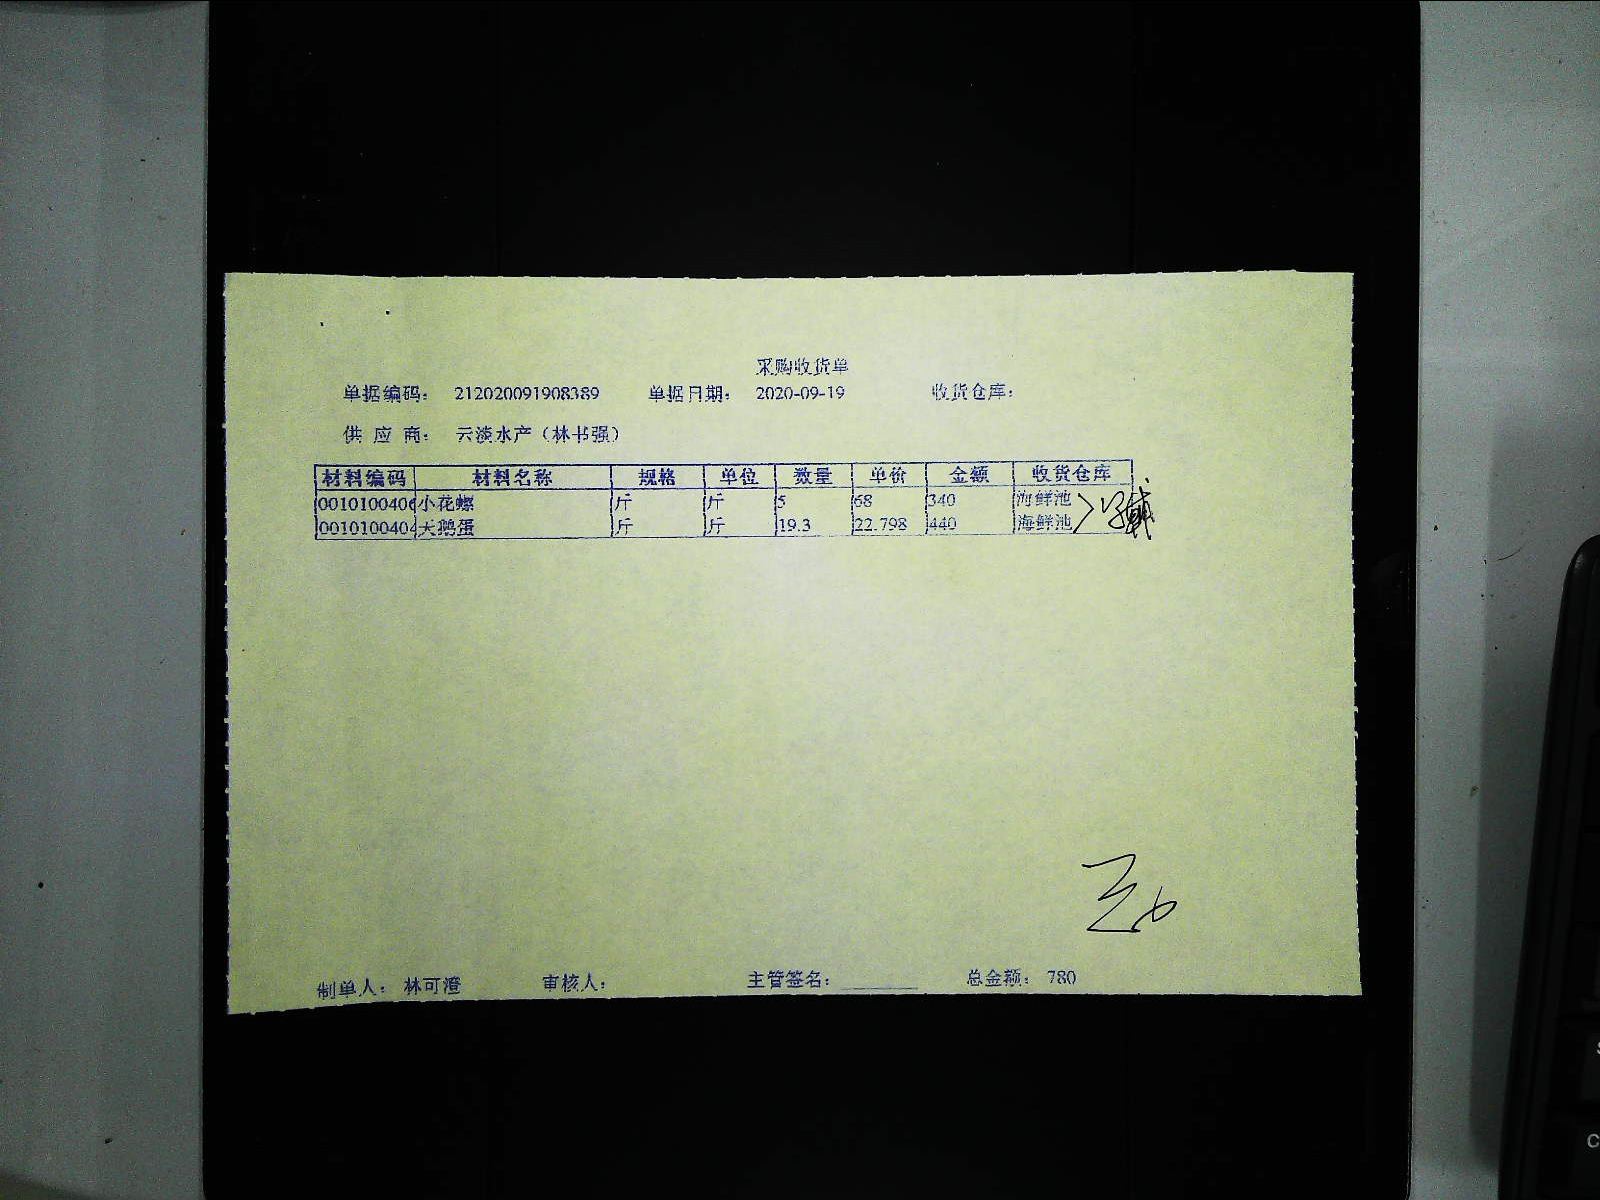 采购收货单
单据编码： 212020091908389 单据日期： 2020-09-19 收货仓库：
供 应 商： 云淡水产（林书强）
材料编码 材料名称 规格 单位 数量 单价 金额 收货仓库
0010100406 小花螺 斤 斤 5 68 340 海鲜池
001010040 天鹅蛋 斤 斤 19.3 22.798 440 海鲜池
制单人： 林可澄 审核人： 主管签名： 总金额： 780